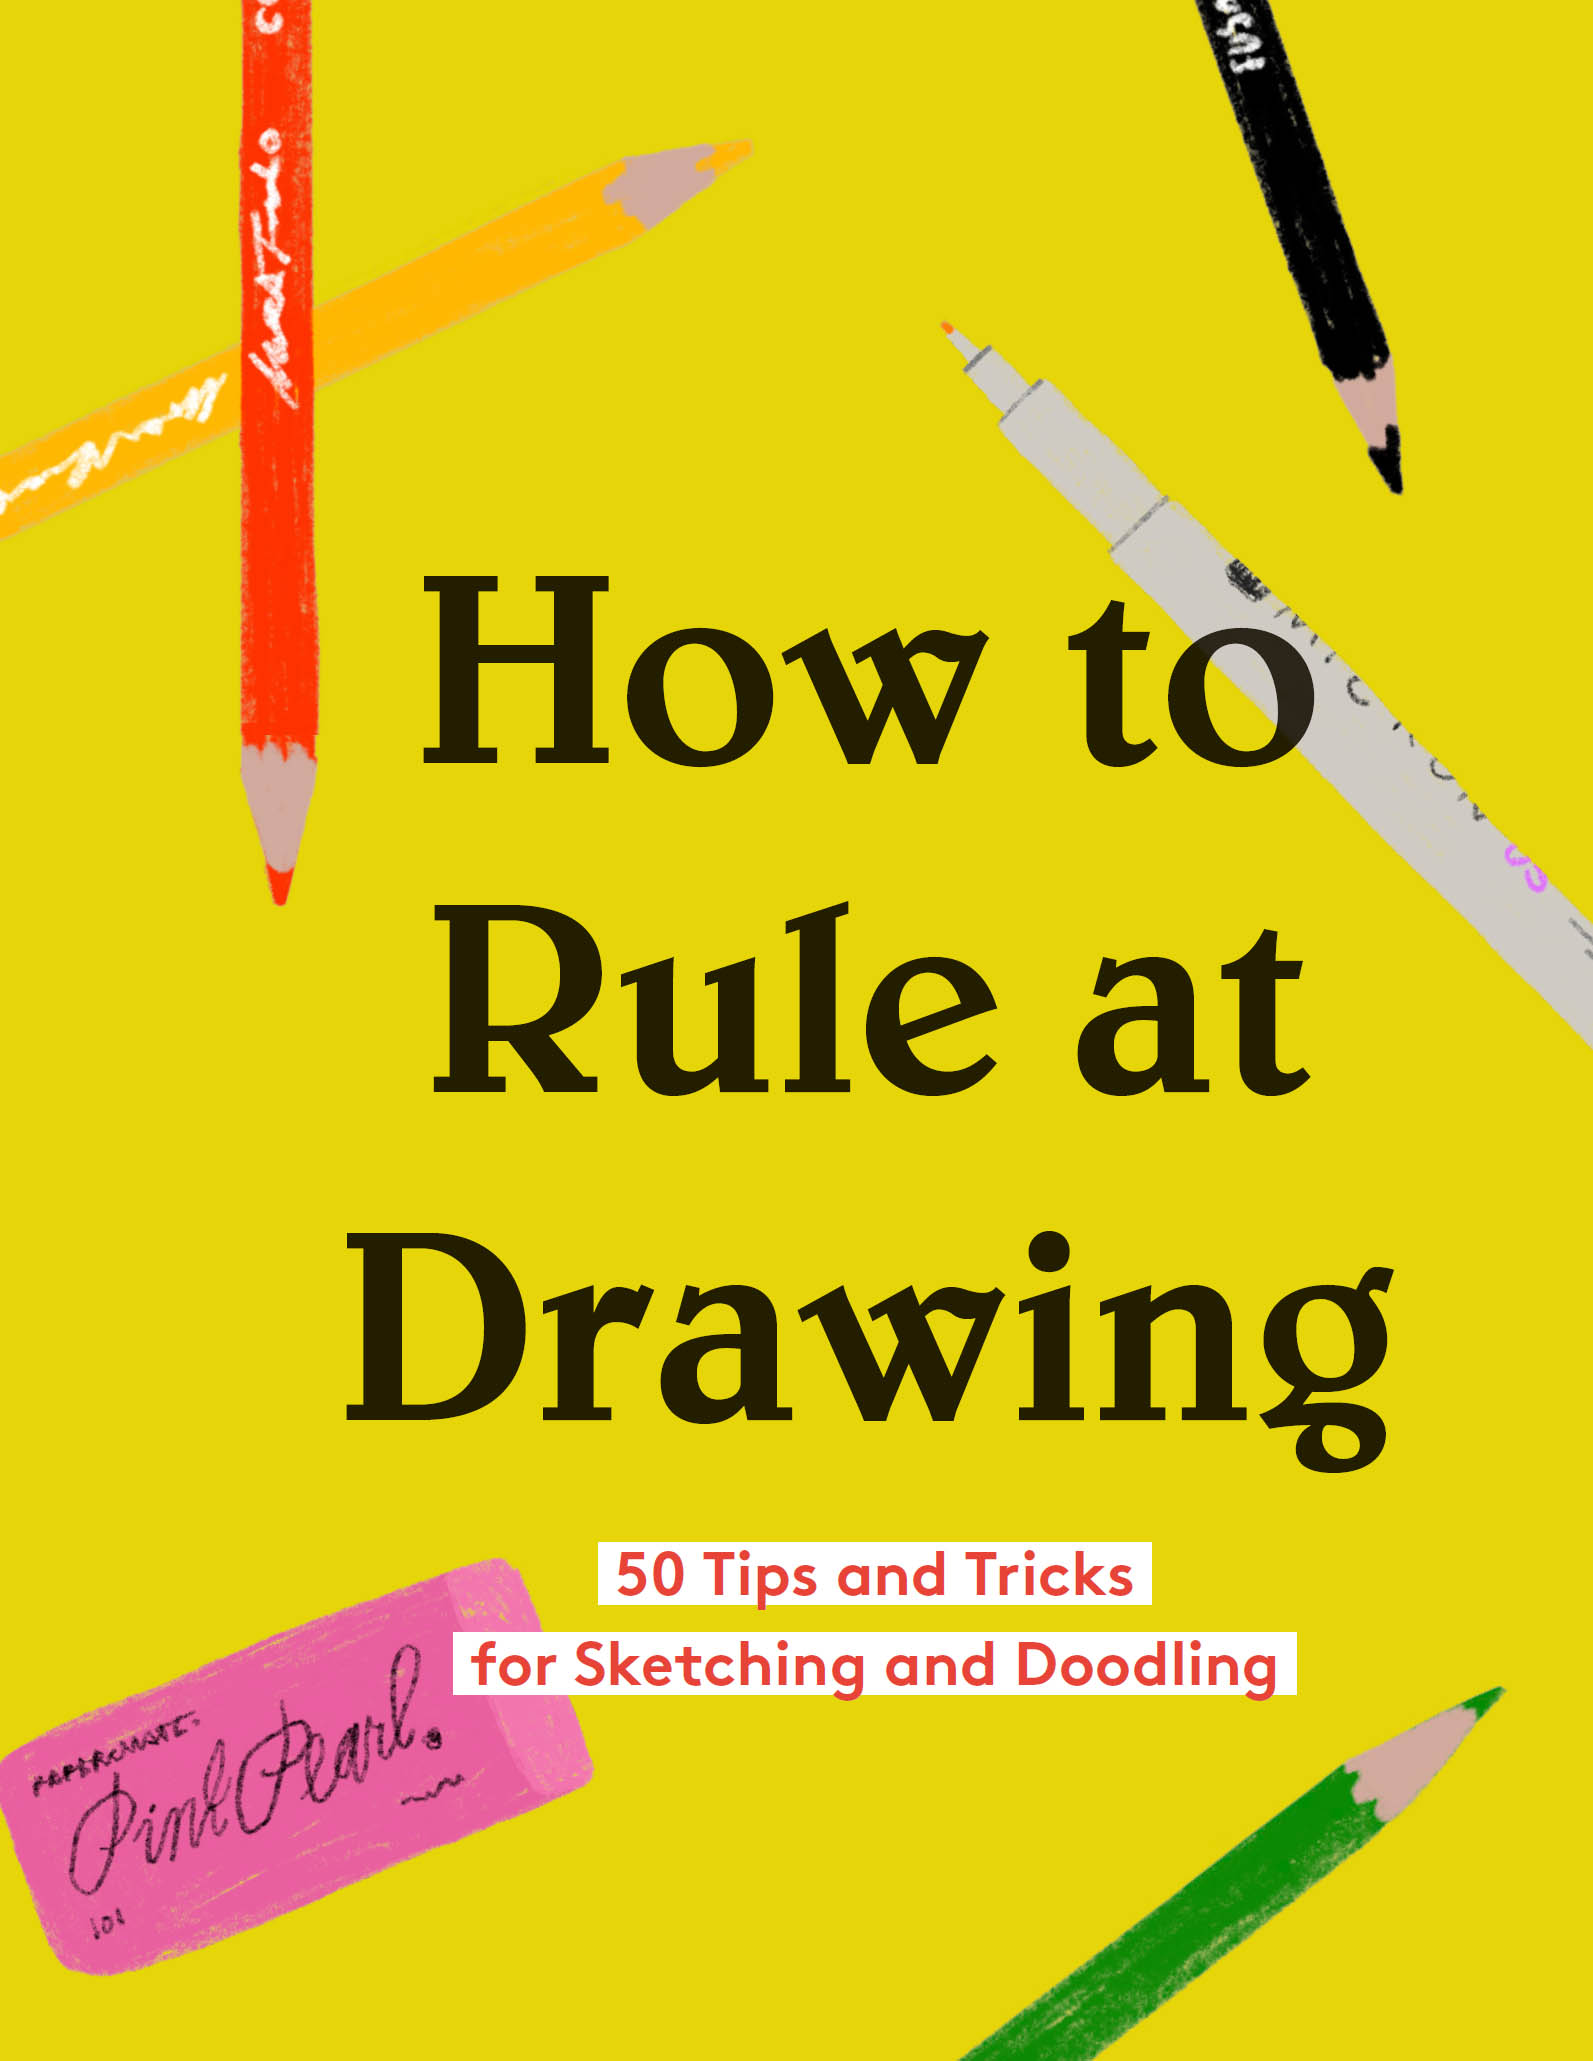 How to
Rule at
Drawing
50 Tips and Tricks
for Sketching and Doodling
PAPERMATE.
Pink Pearl.
101